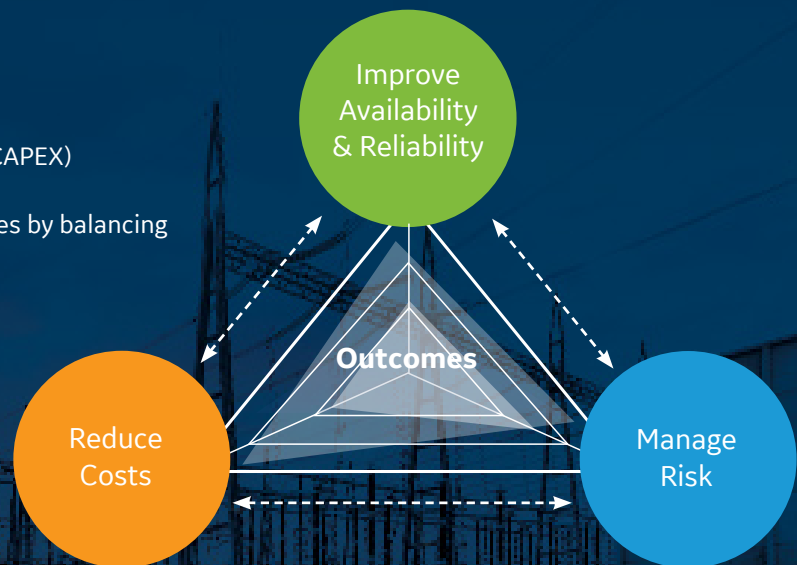 Improve
Availability
& Reliability
CAPEX)
es by balancing
Outcomes
Reduce
Costs
Manage
Risk